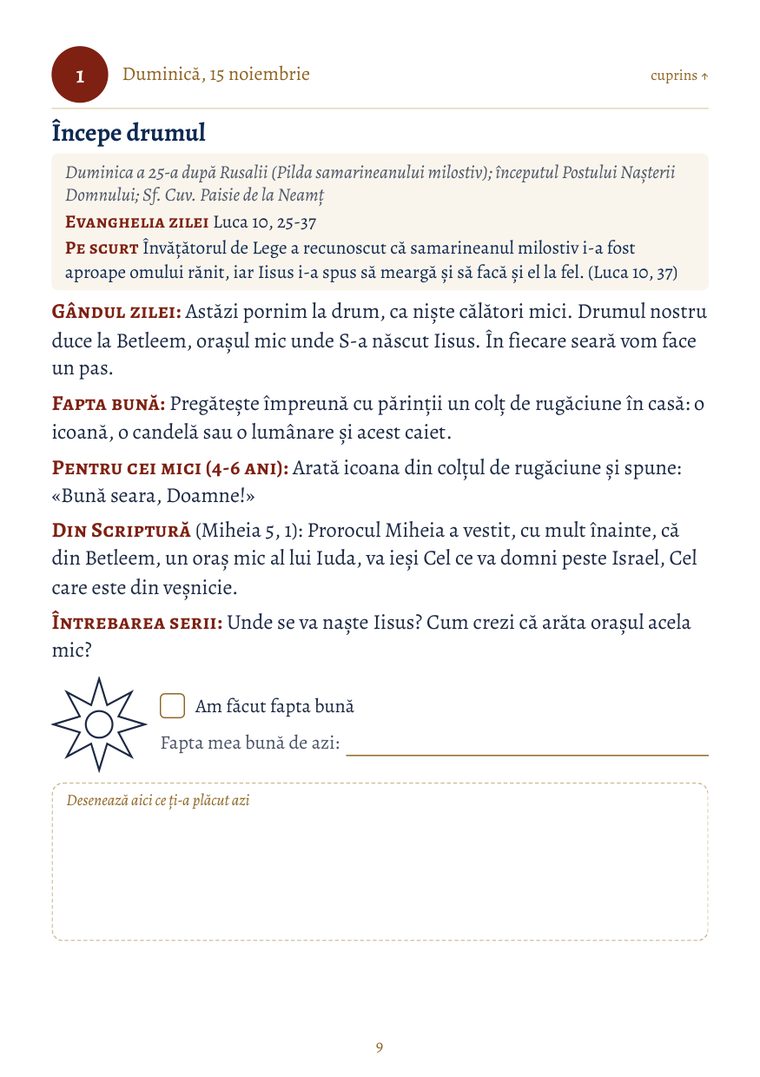 1
Duminică, 15 noiembrie
cuprins ↑
Începe drumul
Duminica a 25-a după Rusalii (Pilda samarineanului milostiv); începutul Postului Nașterii
Domnului; Sf. Cuv. Paisie de la Neamț
Evanghelia zilei Luca 10, 25-37
Pe scurt Învățătorul de Lege a recunoscut că samarineanul milostiv i-a fost
aproape omului rănit, iar Iisus i-a spus să meargă și să facă și el la fel. (Luca 10, 37)
Gândul zilei: Astăzi pornim la drum, ca niște călători mici. Drumul nostru
duce la Betleem, orașul mic unde S-a născut Iisus. În fiecare seară vom face
un pas.
Fapta bună: Pregătește împreună cu părinții un colț de rugăciune în casă: o
icoană, o candelă sau o lumânare și acest caiet.
Pentru cei mici (4-6 ani): Arată icoana din colțul de rugăciune și spune:
«Bună seara, Doamne!»
Din Scriptură (Miheia 5, 1): Prorocul Miheia a vestit, cu mult înainte, că
din Betleem, un oraș mic al lui Iuda, va ieși Cel ce va domni peste Israel, Cel
care este din veșnicie.
Întrebarea serii: Unde se va naște Iisus? Cum crezi că arăta orașul acela
mic?
Am făcut fapta bună
Fapta mea bună de azi:
Desenează aici ce ți-a plăcut azi
9